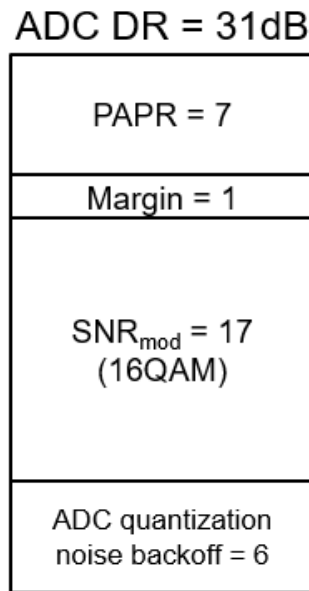 ADC DR = 31dB
PAPR = 7
Margin = 1
SNRmod = 17
(16QAM)
ADC quantization
noise backoff = 6